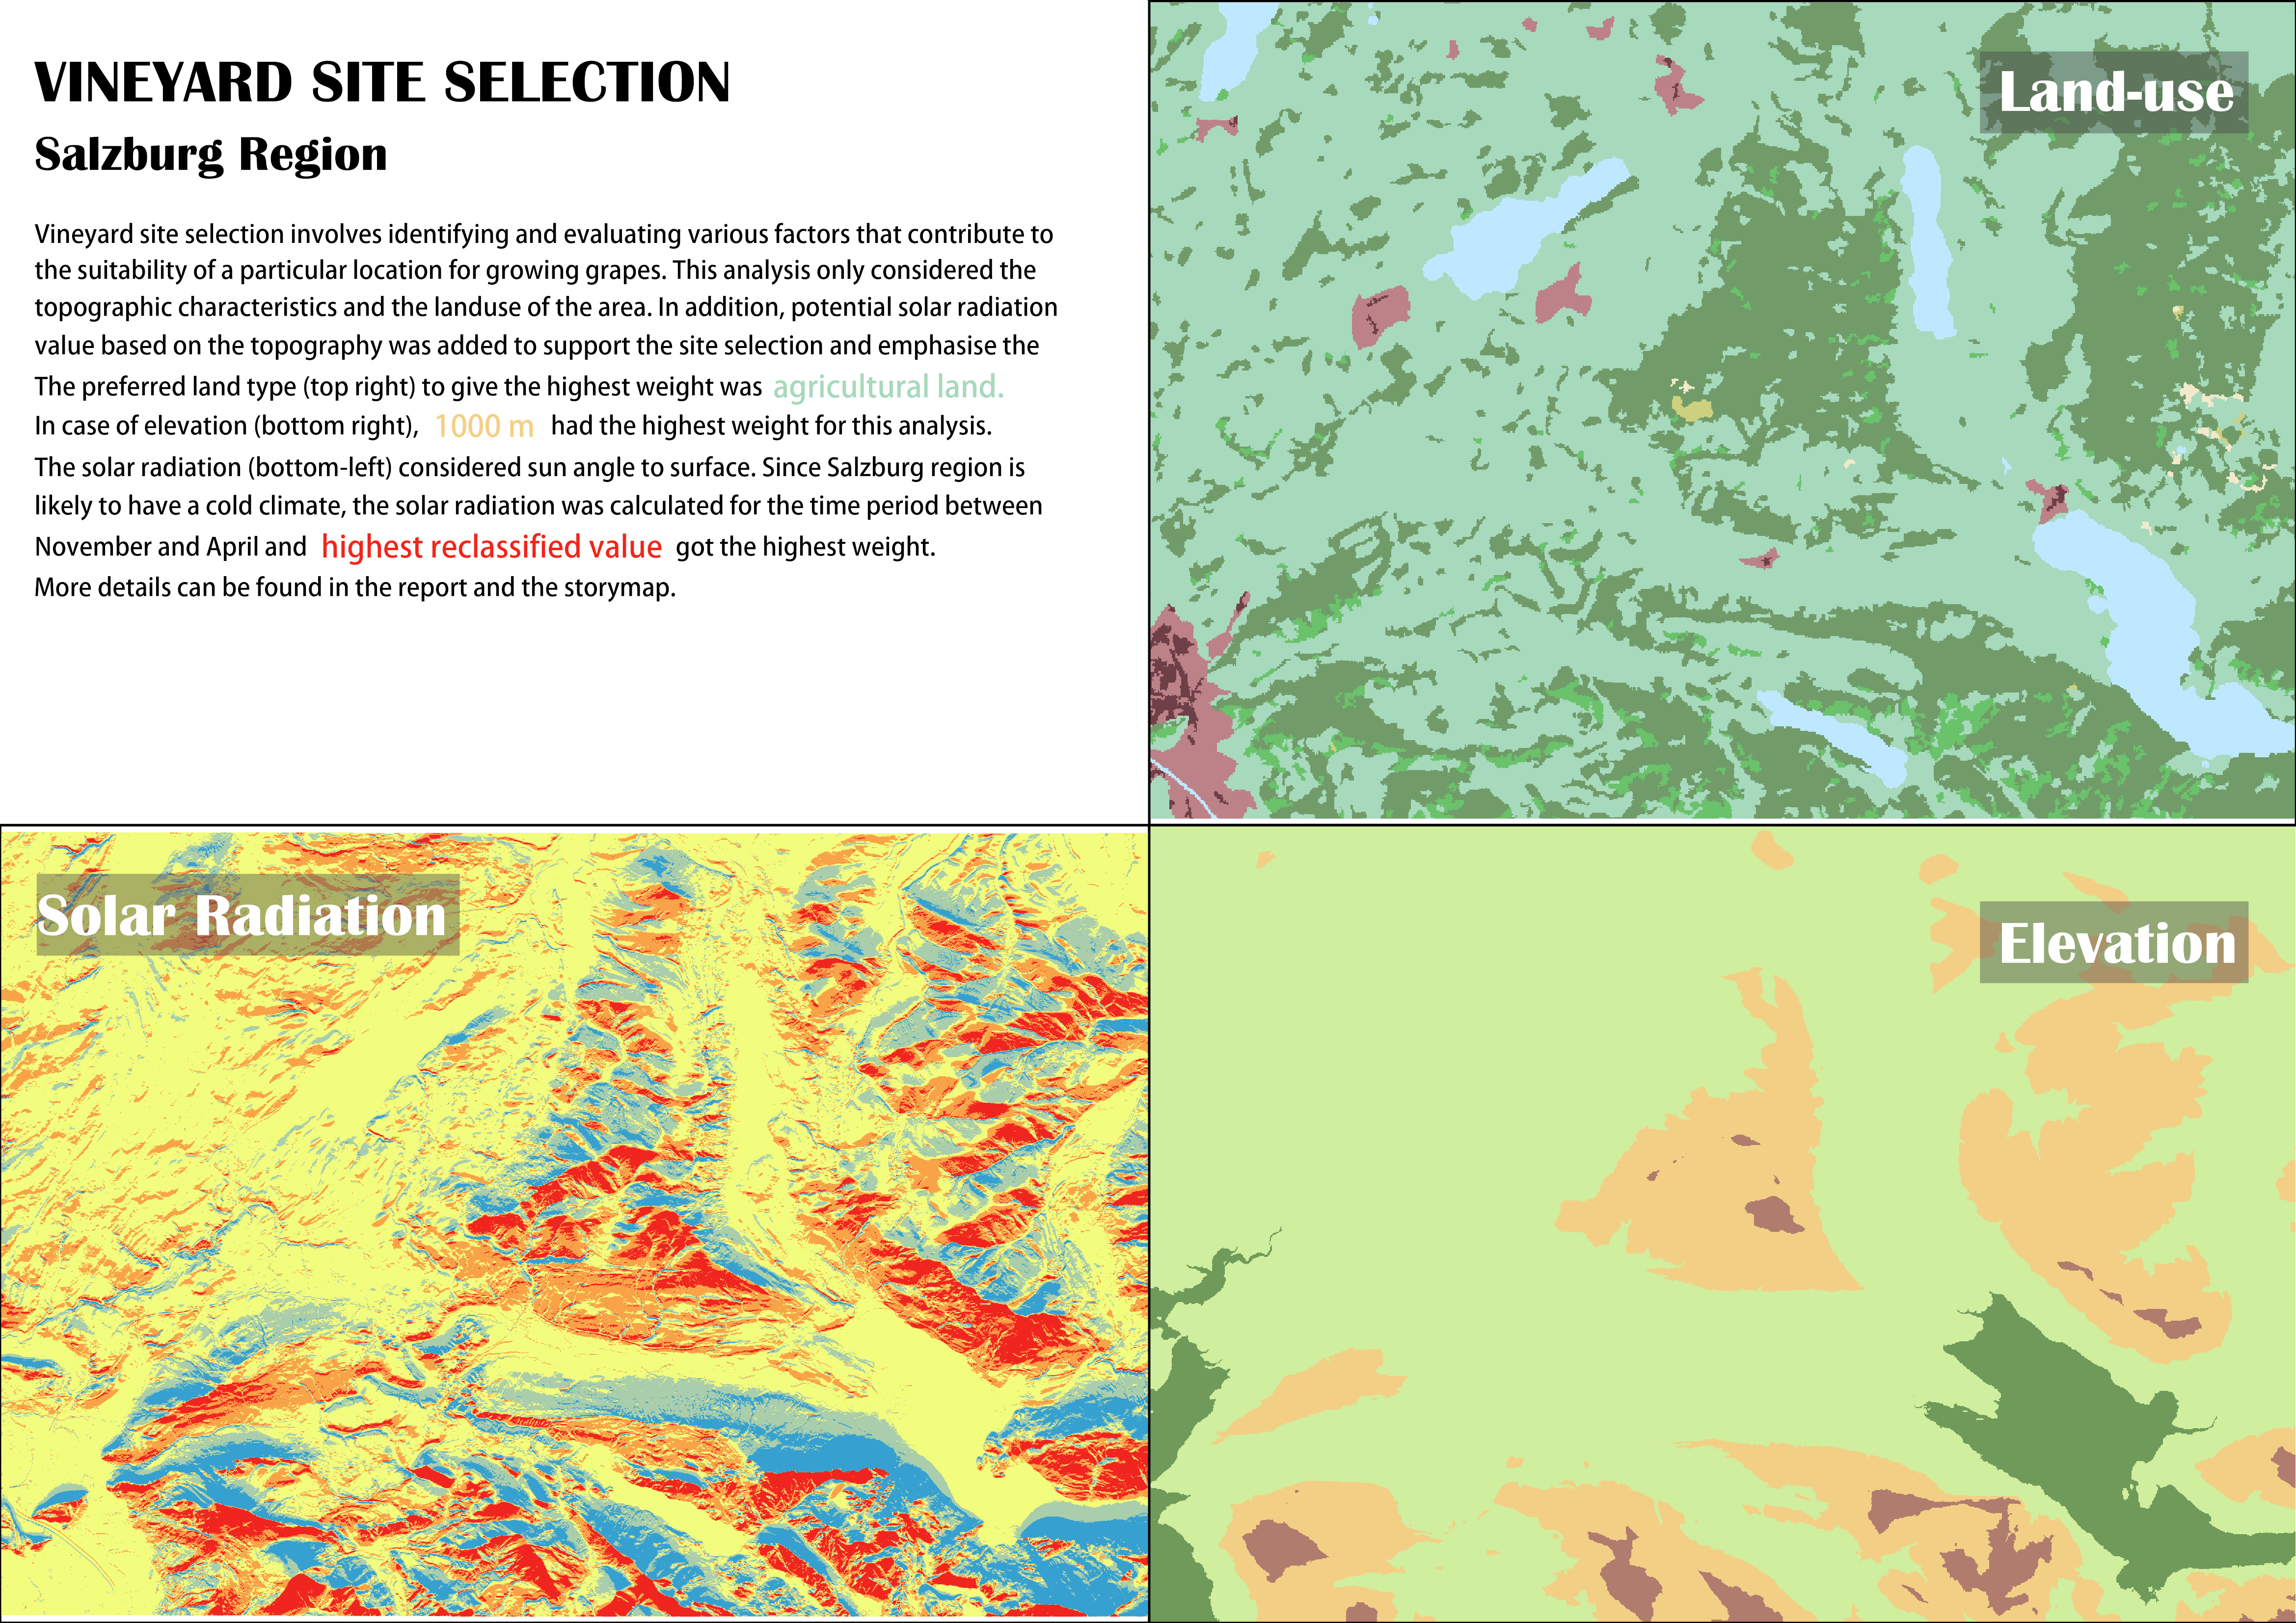 VINEYARD SITE SELECTION
Salzburg Region
Vineyard site selection involves identifying and evaluating various factors that contribute to
the suitability of a particular location for growing grapes. This analysis only considered the
topographic characteristics and the landuse of the area. In addition, potential solar radiation
value based on the topography was added to support the site selection and emphasise the
The preferred land type (top right) to give the highest weight was agricultural land.
In case of elevation (bottom right), 1000 m had the highest weight for this analysis.
The solar radiation (bottom-left) considered sun angle to surface. Since Salzburg region is
likely to have a cold climate, the solar radiation was calculated for the time period between
November and April and highest reclassified value got the highest weight.
More details can be found in the report and the storymap.
Land-use
Solar Radiation
Elevation